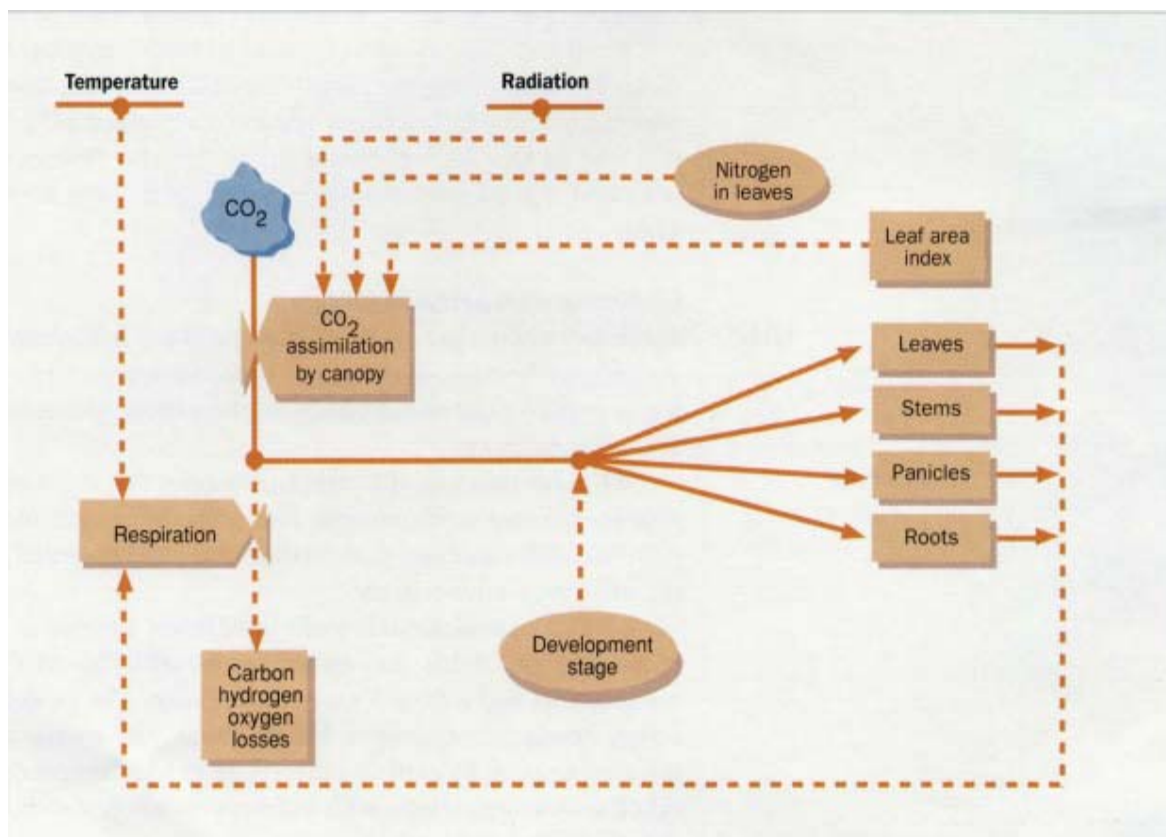 Temperature
Radiation
CO2
Nitrogen
in leaves
Leaf area
index
CO2
assimilation
by canopy
Leaves
Stems
Panicles
Roots
Respiration
Development
stage
Carbon
hydrogen
oxygen
losses